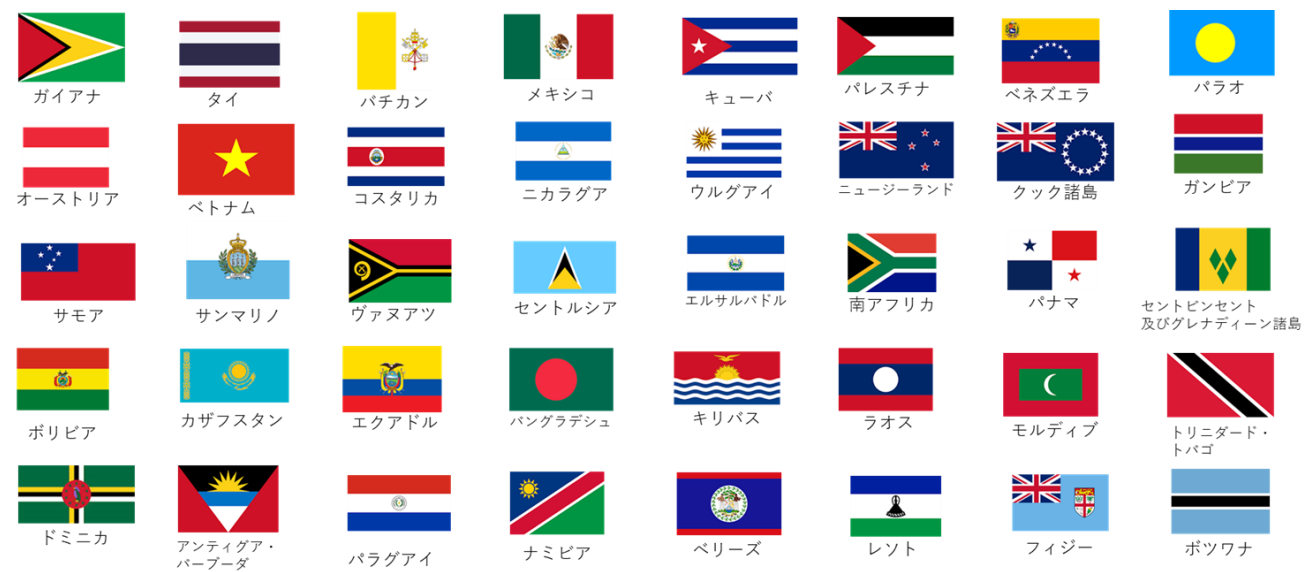 ガイアナ
タイ
バチカン
メキシコ
キューバ
パレスチナ
ベネズエラ
パラオ
オーストリア
ベトナム
コスタリカ
ニカラグア
ウルグアイ
ニュージーランド
クック諸島
ガンビア
サモア
サンマリノ
ヴァヌアツ
セントルシア
エルサルバドル
南アフリカ
パナマ
セントビンセント
及びグレナディーン諸島
ボリビア
カザフスタン
エクアドル
バングラデシュ
キリバス
ラオス
モルディブ
トリニダード・
トバゴ
ドミニカ
アンティグア・
バーブーダ
パラグアイ
ナミビア
ベリーズ
レソト
フィジー
ボツワナ